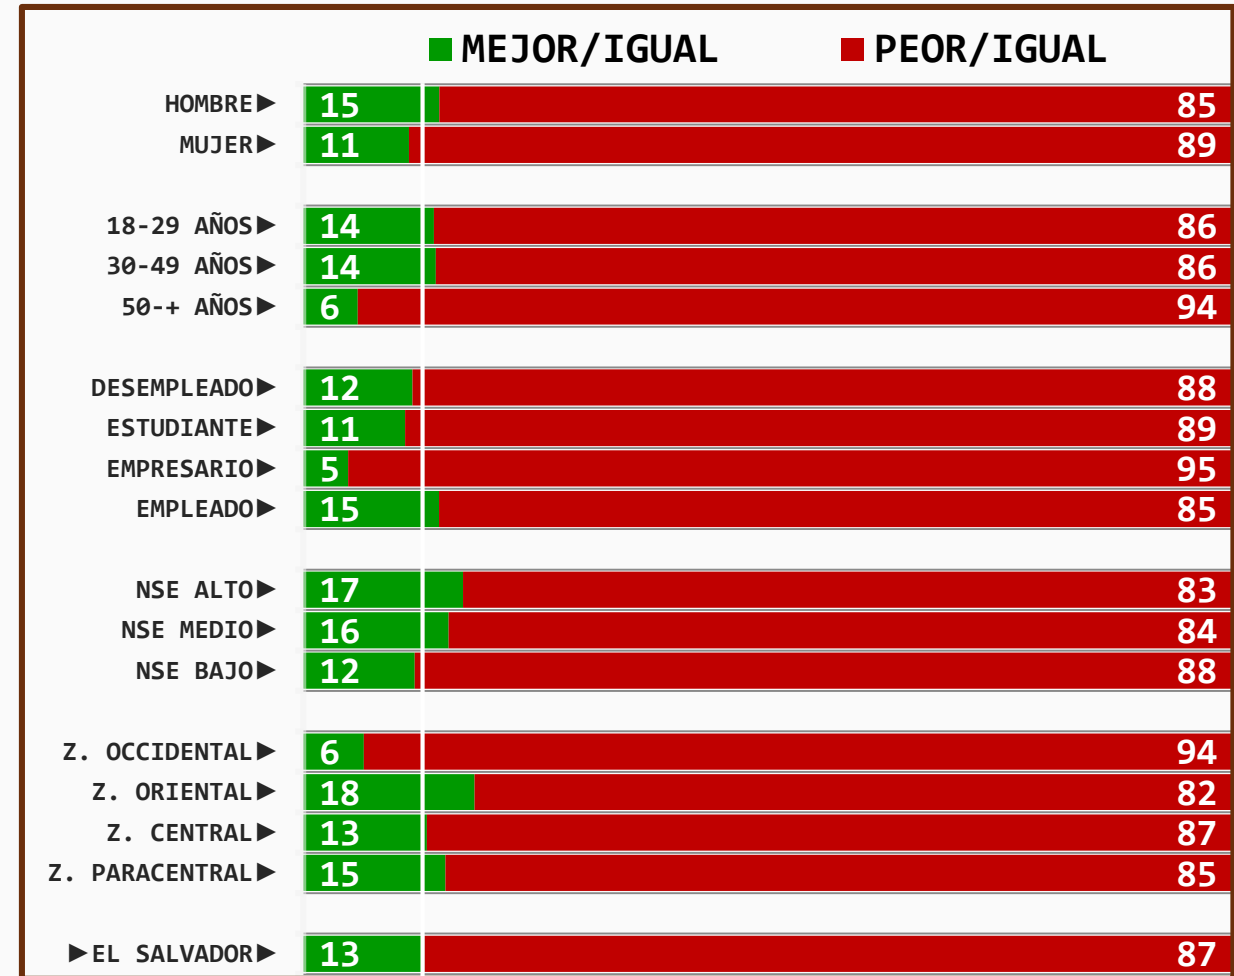 MEJOR/IGUAL PEOR/IGUAL
HOMBRE► 15 85
MUJER► 11 89
18-29 AÑOS► 14 86
30-49 AÑOS► 14 86
50-+ AÑOS► 6 94
DESEMPLEADO► 12 88
ESTUDIANTE► 11 89
EMPRESARIO► 5 95
EMPLEADO► 15 85
NSE ALTO► 17 83
NSE MEDIO► 16 84
NSE BAJO► 12 88
Z. OCCIDENTAL► 6 94
Z. ORIENTAL► 18 82
Z. CENTRAL► 13 87
Z. PARACENTRAL► 15 85
►EL SALVADOR► 13 87